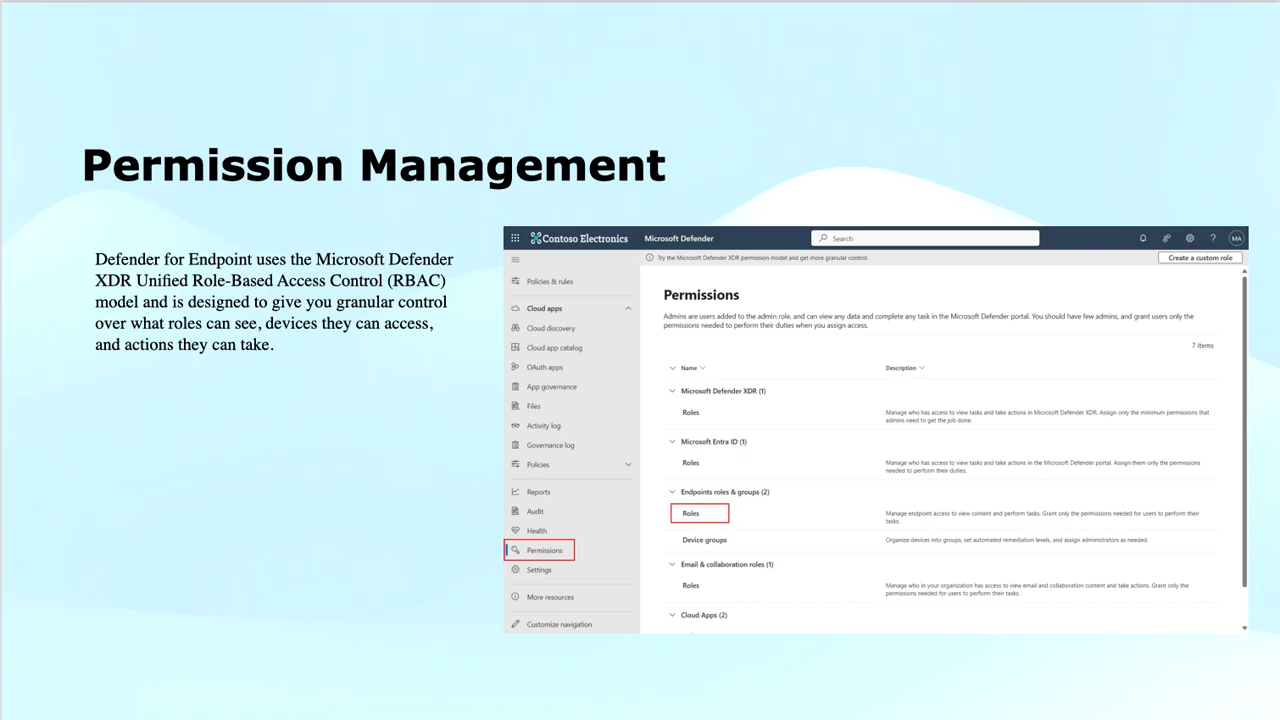 Permission Management
Defender for Endpoint uses the Microsoft Defender
XDR Unified Role-Based Access Control (RBAC)
model and is designed to give you granular control
over what roles can see, devices they can access,
and actions they can take.
Contoso Electronics
Microsoft Defender
Search
?
MA
Try the Microsoft Defender XDR permission model and get more granular control.
Create a custom role
Policies & rules
Cloud apps
Cloud discovery
Cloud app catalog
OAuth apps
App governance
Files
Activity log
Governance log
Policies
Reports
Audit
Health
Permissions
Settings
More resources
Customize navigation
Permissions
Admins are users added to the admin role, and can view any data and complete any task in the Microsoft Defender portal. You should have few admins, and grant users only the
permissions needed to perform their duties when you assign access.
7 items
Name
Description
Microsoft Defender XDR (1)
Roles
Manage who has access to view tasks and take actions in Microsoft Defender XDR. Assign only the minimum permissions that
admins need to get the job done.
Microsoft Entra ID (1)
Roles
Manage who has access to view tasks and take actions in the Microsoft Defender portal. Assign them only the permissions
needed to perform their duties.
Endpoints roles & groups (2)
Roles
Manage endpoint access to view content and perform tasks. Grant only the permissions needed for users to perform their
tasks.
Device groups
Organize devices into groups, set automated remediation levels, and assign administrators as needed.
Email & collaboration roles (1)
Roles
Manage who in your organization has access to view email and collaboration content and take actions. Grant only the
permissions needed for users to perform their tasks.
Cloud Apps (2)